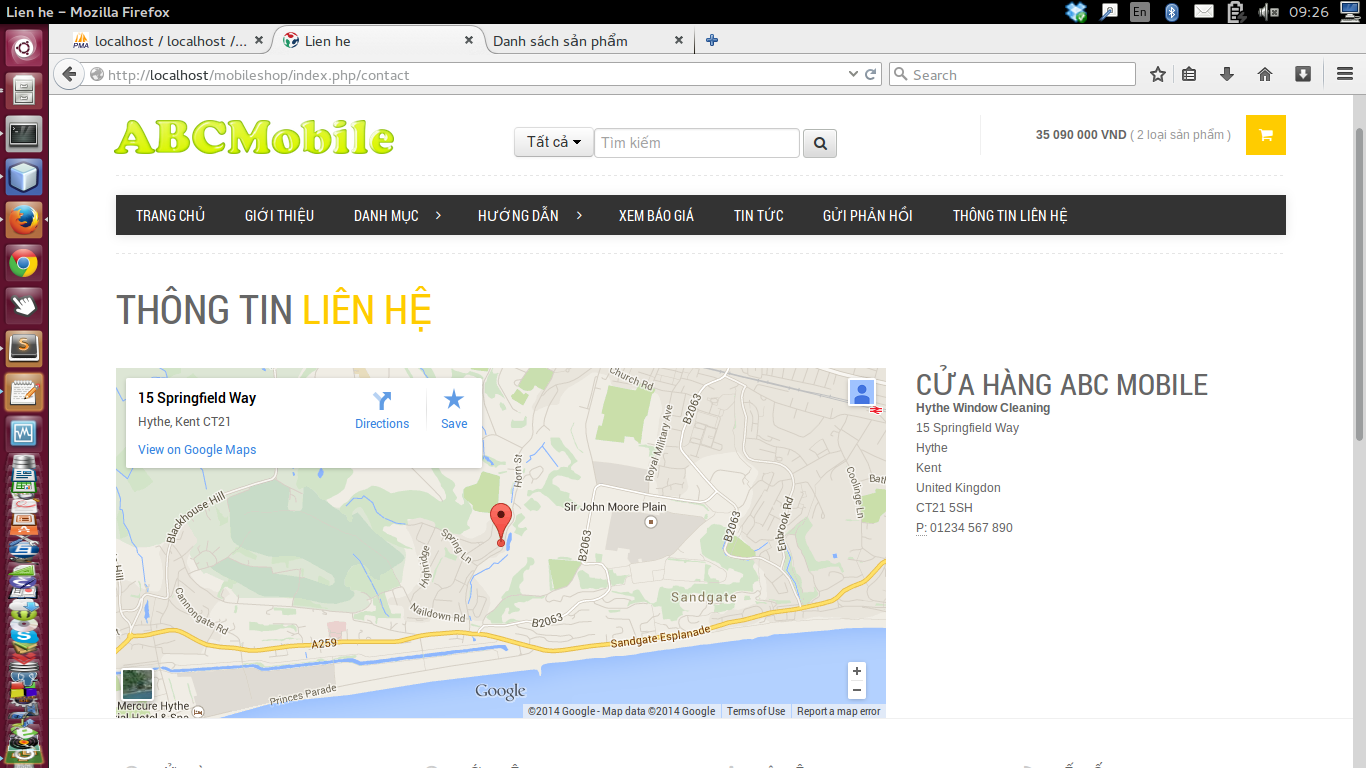 Lien he – Mozilla Firefox
En
09:26
localhost / localhost /...
Lien he
Danh sách sản phẩm
http://localhost/mobileshop/index.php/contact
Search
ABCMobile
Tất cả
Tìm kiếm
35 090 000 VND ( 2 loại sản phẩm )
TRANG CHỦ
GIỚI THIỆU
DANH MỤC
HƯỚNG DẪN
XEM BÁO GIÁ
TIN TỨC
GỬI PHẢN HỒI
THÔNG TIN LIÊN HỆ
THÔNG TIN LIÊN HỆ
15 Springfield Way
Hythe, Kent CT21
View on Google Maps
Directions
Save
Church Rd
B2063
Royal Military Ave
Horn St
Coolinge Ln
Blackhouse Hill
Sir John Moore Plain
B2063
B2063
Enbrook Rd
Spring Ln
Highridge
Hill
Cannongate Rd
Naildown Rd
B2063
Sandgate
A259
Sandgate Esplanade
Princes Parade
Mercure Hythe
Google
©2014 Google - Map data ©2014 Google
Terms of Use
Report a map error
CỬA HÀNG ABC MOBILE
Hythe Window Cleaning
15 Springfield Way
Hythe
Kent
United Kingdon
CT21 5SH
P: 01234 567 890